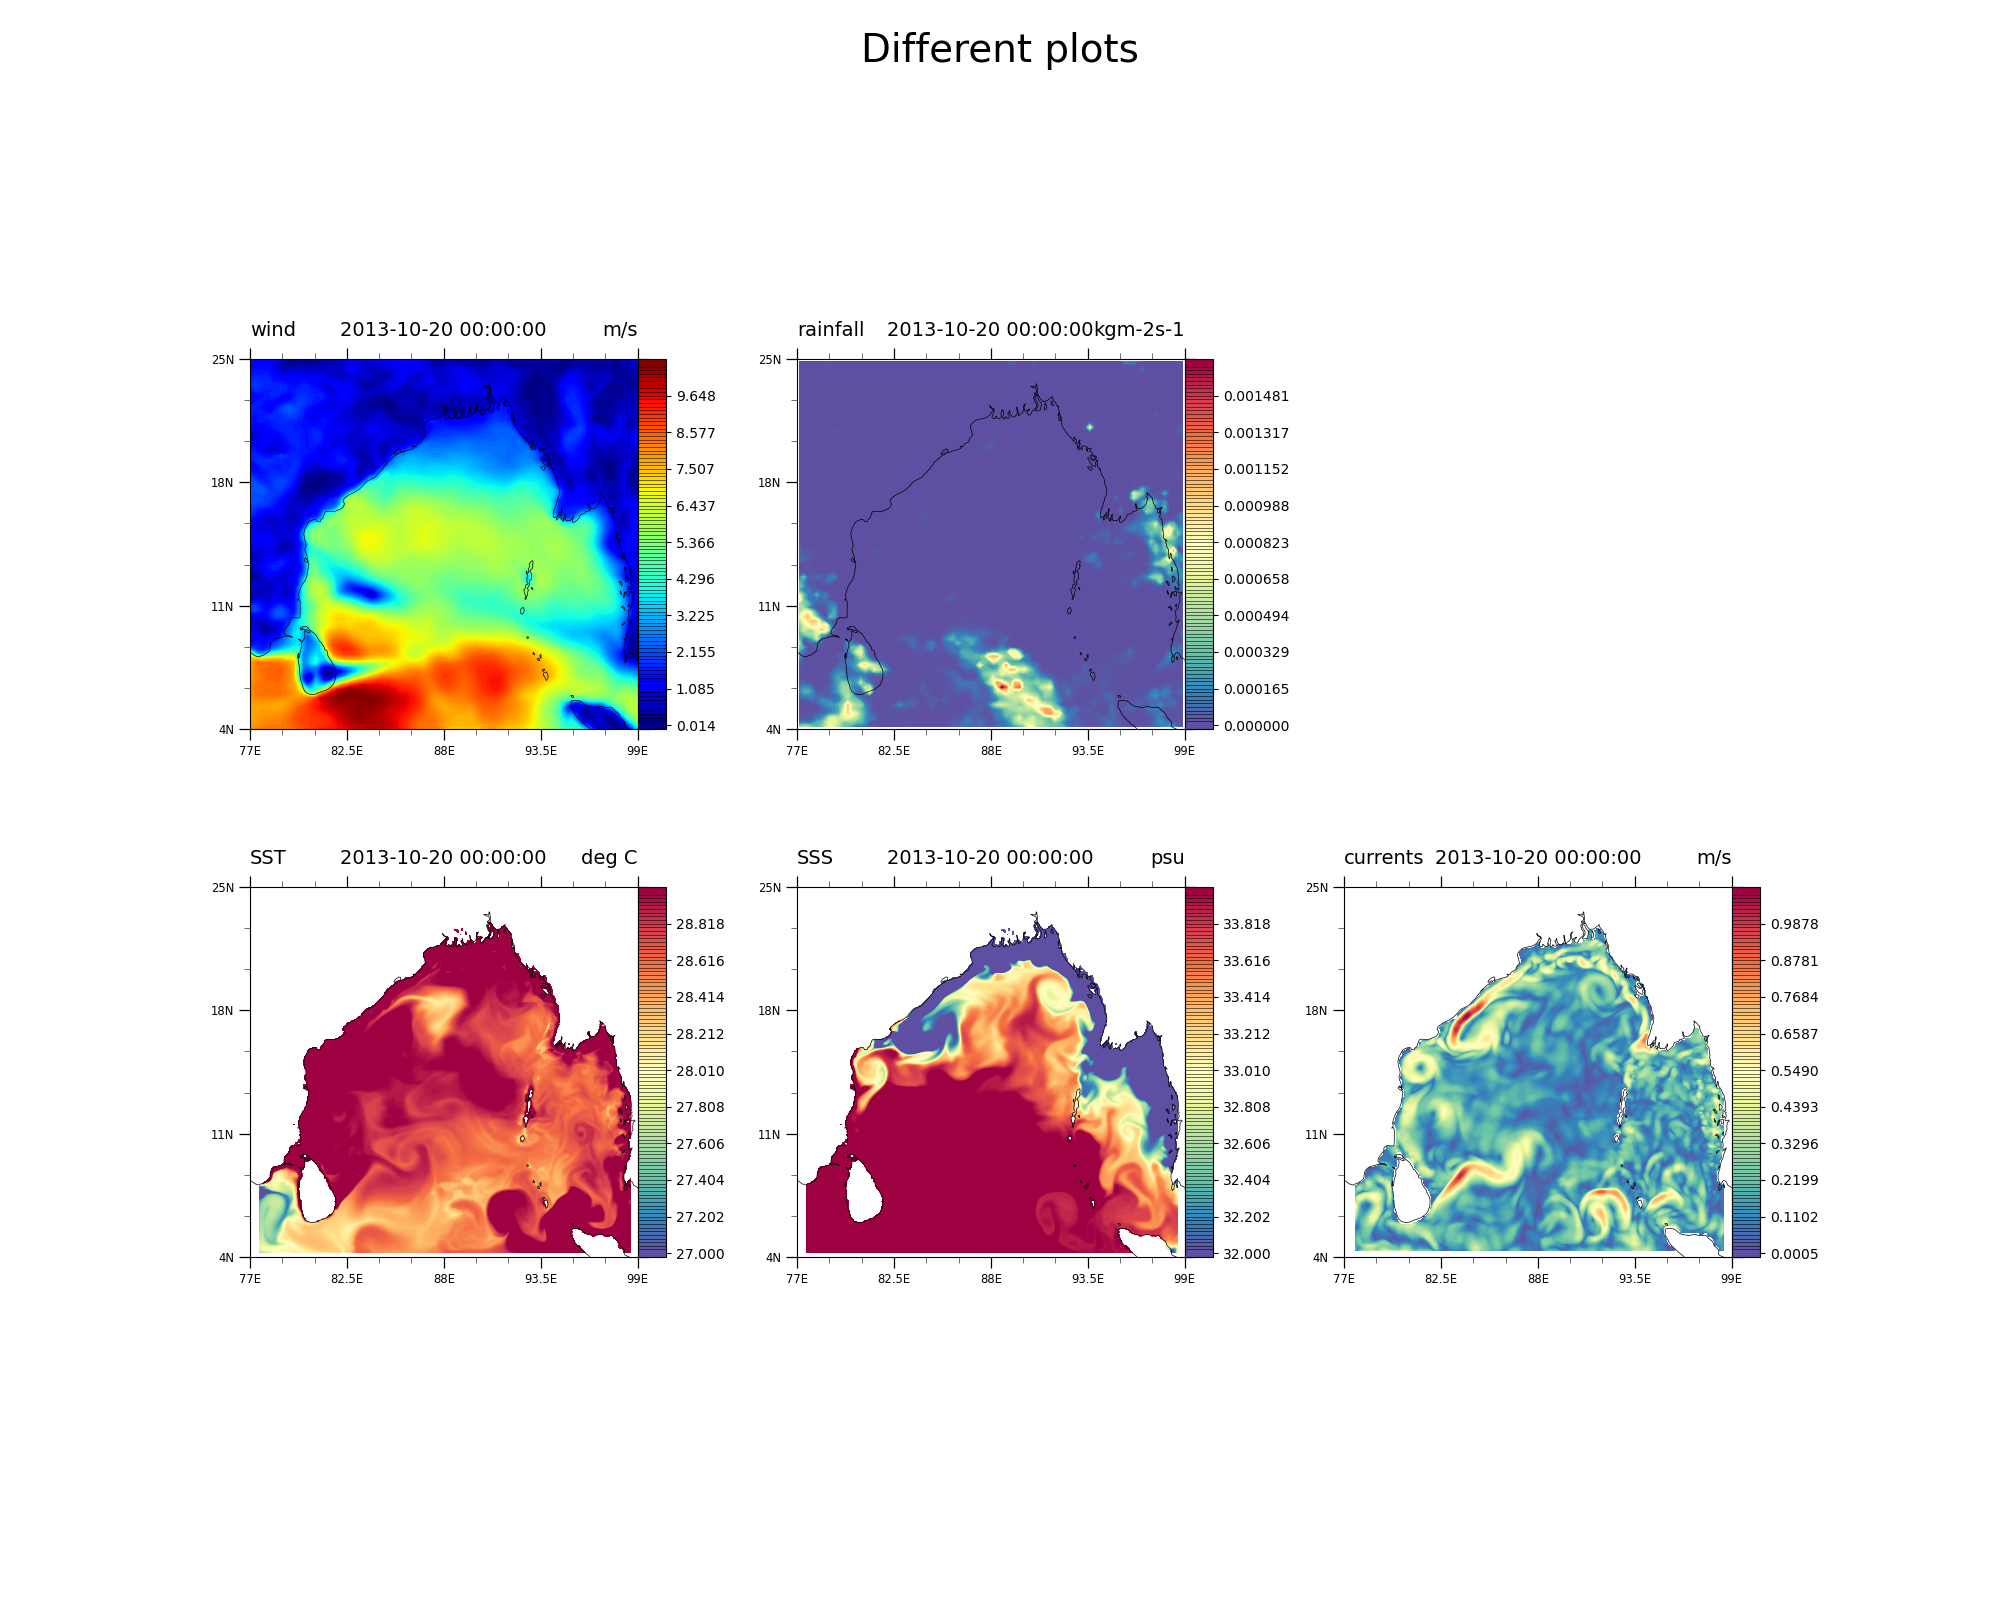 Different plots
wind 2013-10-20 00:00:00 m/s
25N
18N
11N
4N
77E 82.5E 88E 93.5E 99E
9.648
8.577
7.507
6.437
5.366
4.296
3.225
2.155
1.085
0.014
rainfall 2013-10-20 00:00:00kgm-2s-1
25N
18N
11N
4N
77E 82.5E 88E 93.5E 99E
0.001481
0.001317
0.001152
0.000988
0.000823
0.000658
0.000494
0.000329
0.000165
0.000000
SST 2013-10-20 00:00:00 deg C
25N
18N
11N
4N
77E 82.5E 88E 93.5E 99E
28.818
28.616
28.414
28.212
28.010
27.808
27.606
27.404
27.202
27.000
SSS 2013-10-20 00:00:00 psu
25N
18N
11N
4N
77E 82.5E 88E 93.5E 99E
33.818
33.616
33.414
33.212
33.010
32.808
32.606
32.404
32.202
32.000
currents 2013-10-20 00:00:00 m/s
25N
18N
11N
4N
77E 82.5E 88E 93.5E 99E
0.9878
0.8781
0.7684
0.6587
0.5490
0.4393
0.3296
0.2199
0.1102
0.0005